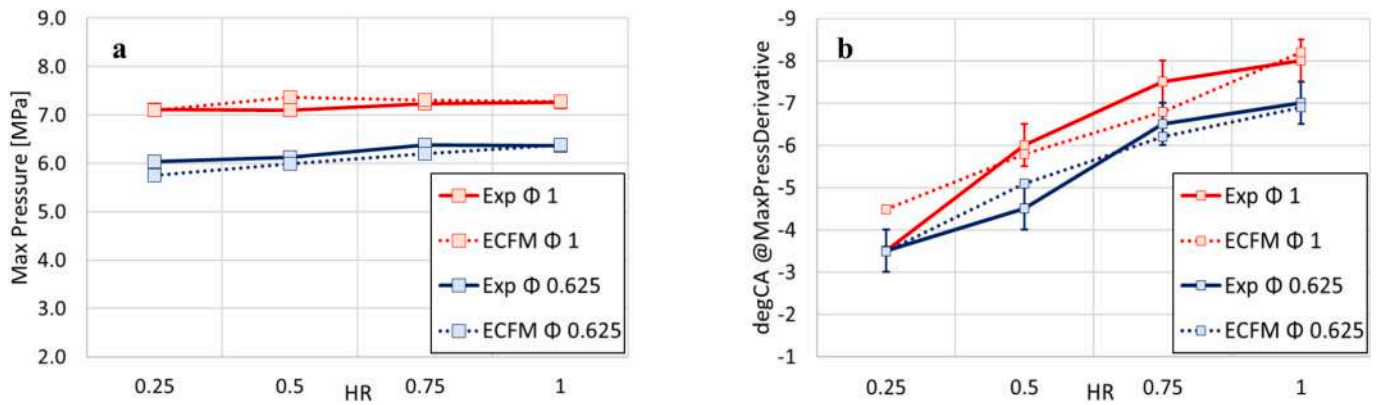 a
Max Pressure [MPa]
9.0
8.0
7.0
6.0
5.0
4.0
3.0
2.0
0.25
0.5
0.75
1
HR
Exp Φ 1
ECFM Φ 1
Exp Φ 0.625
ECFM Φ 0.625
b
degCA @MaxPressDerivative
-9
-8
-7
-6
-5
-4
-3
-2
-1
0.25
0.5
0.75
1
HR
Exp Φ 1
ECFM Φ 1
Exp Φ 0.625
ECFM Φ 0.625